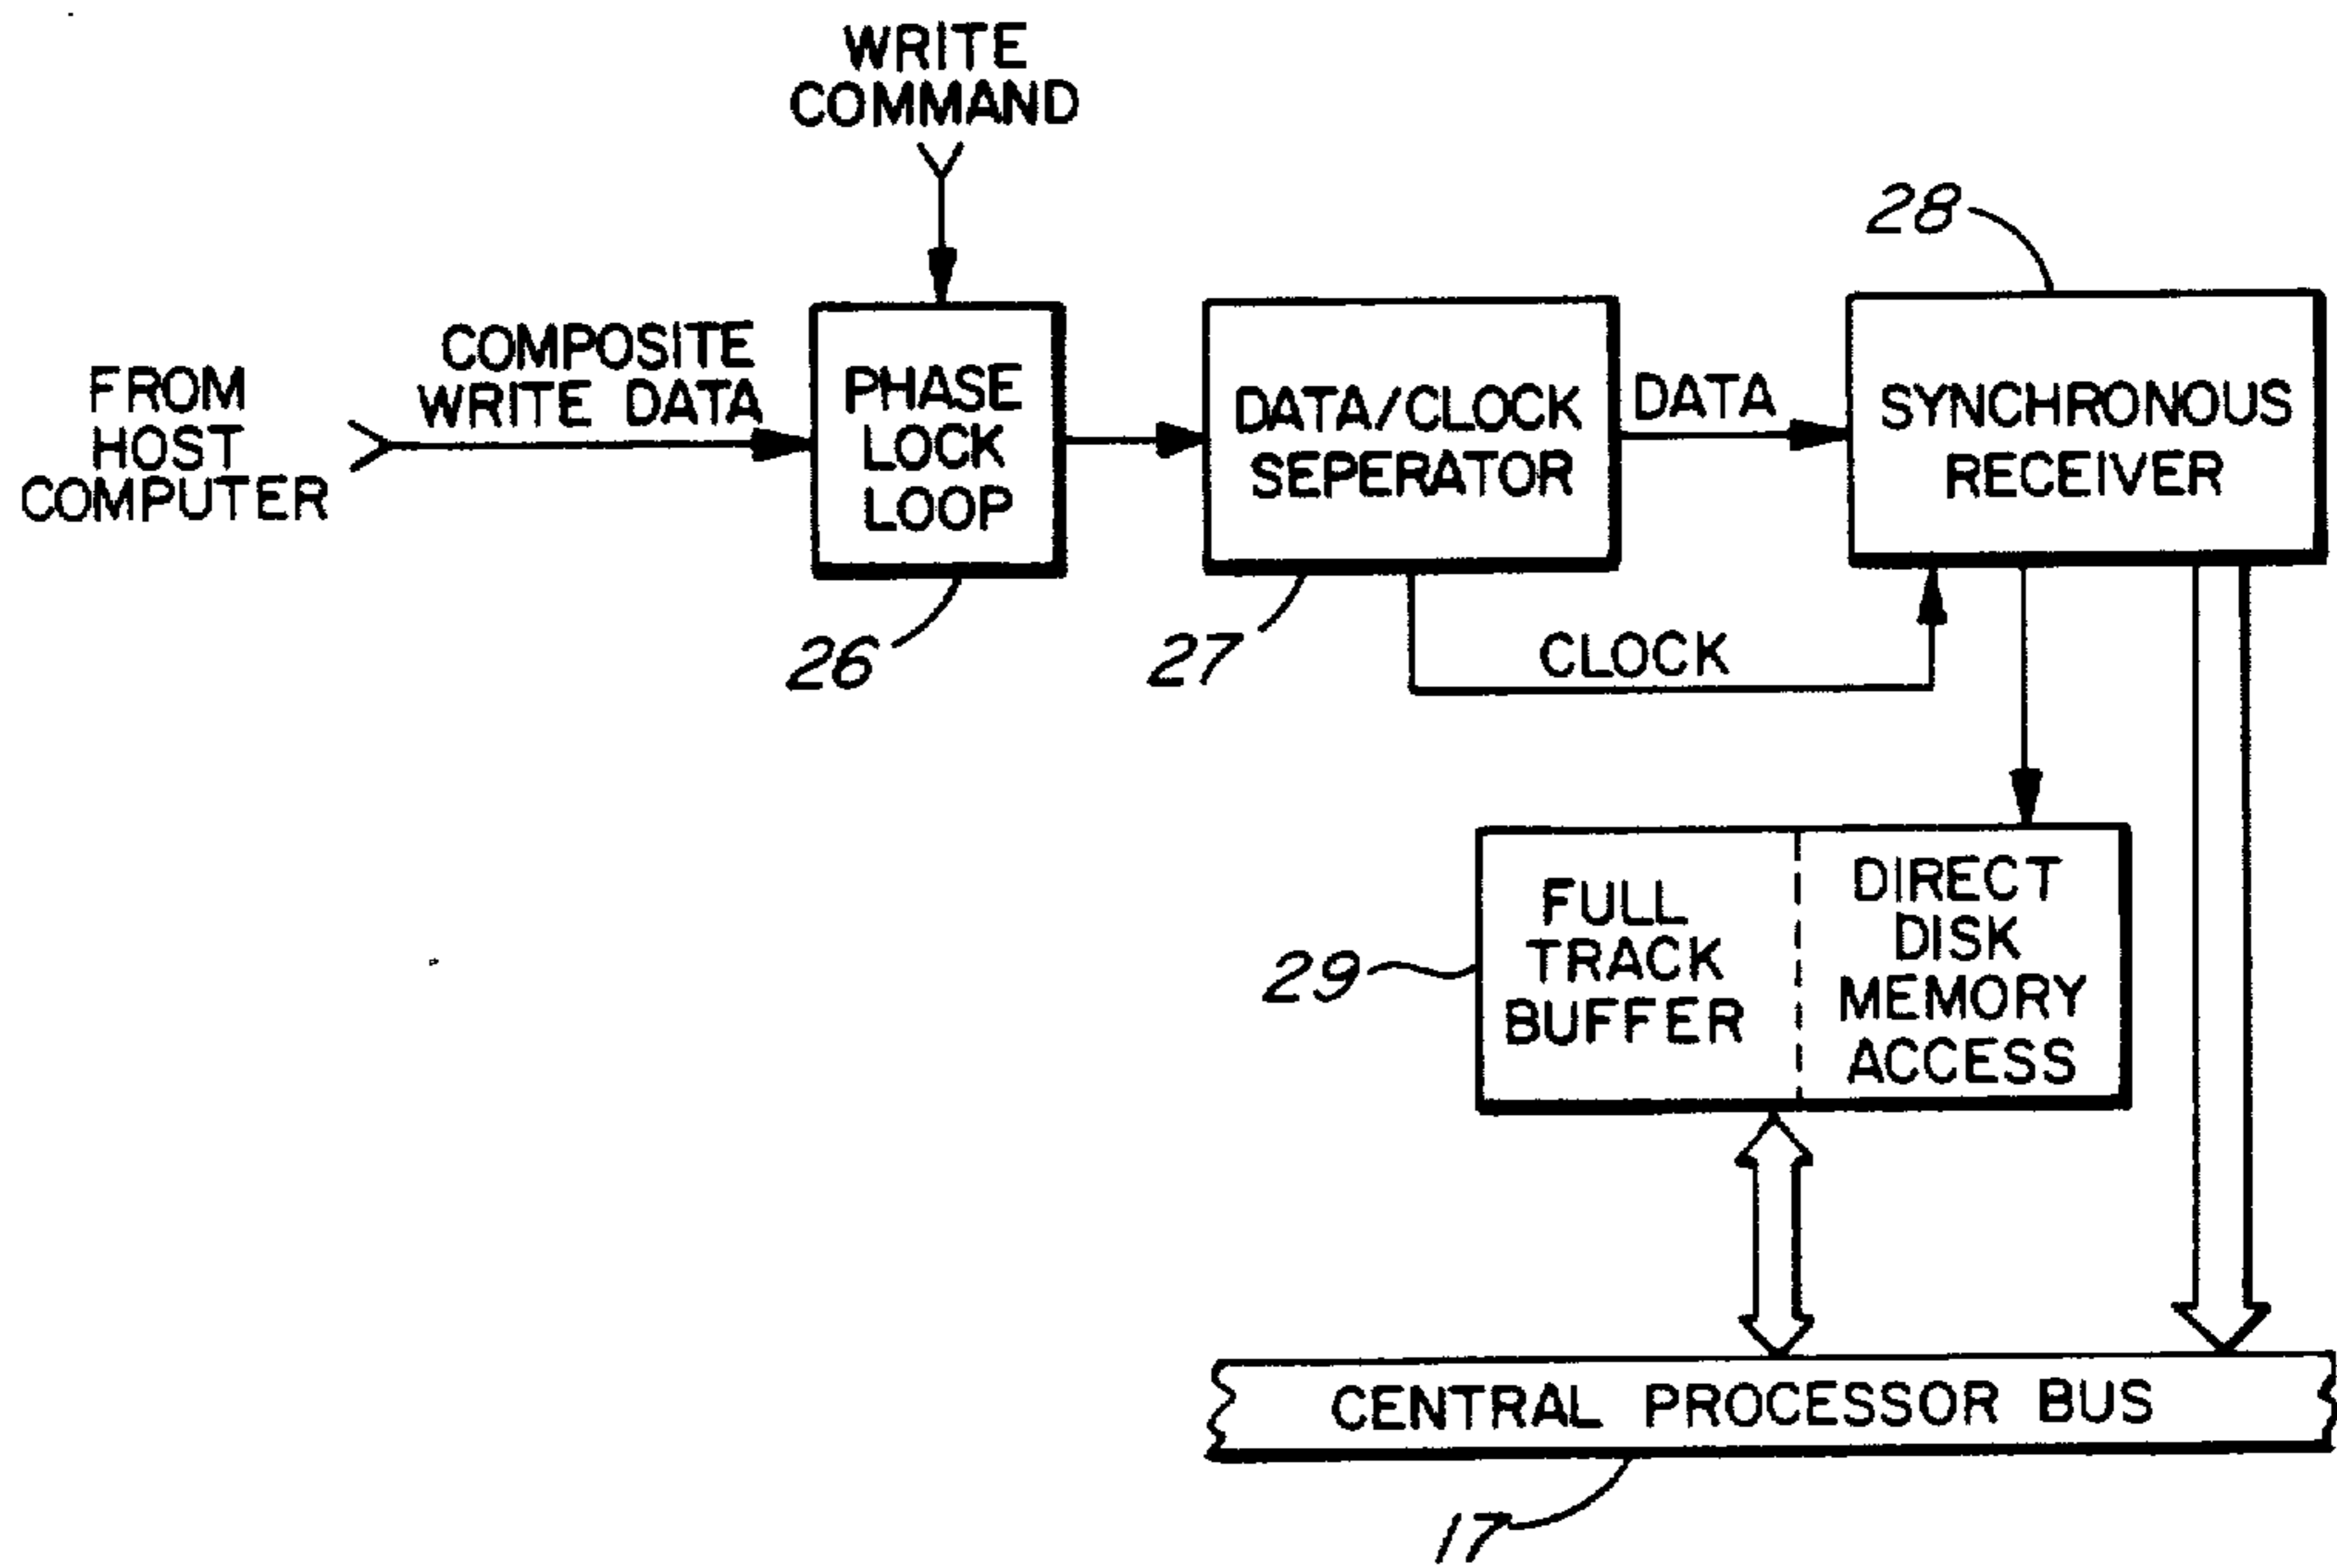 WRITE
COMMAND
28
FROM
HOST
COMPUTER
COMPOSITE
WRITE DATA
PHASE
LOCK
LOOP
DATA/CLOCK
SEPERATOR
DATA
SYNCHRONOUS
RECEIVER
26
27
CLOCK
29
FULL
TRACK
BUFFER
DIRECT
DISK
MEMORY
ACCESS
CENTRAL PROCESSOR BUS
17